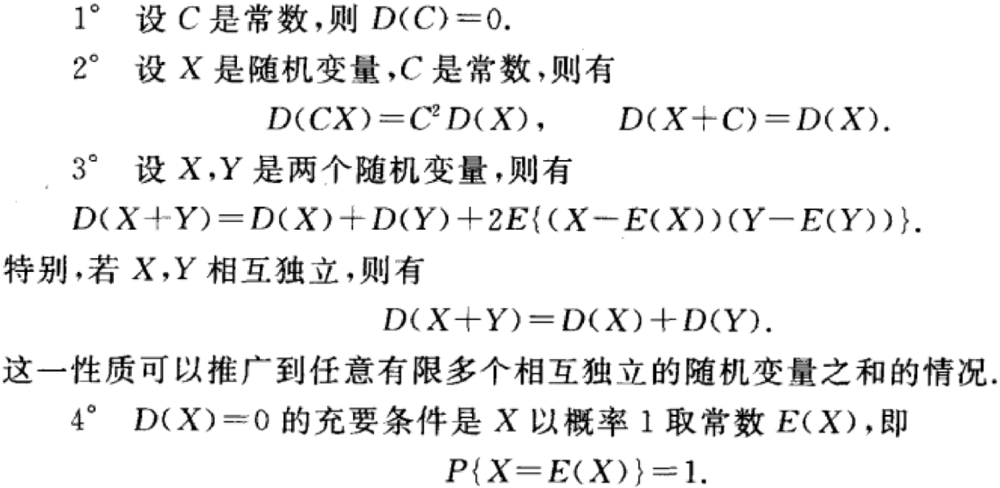 1° 设 C 是常数,则 D(C)=0.
2° 设 X 是随机变量,C 是常数,则有
D(CX)=C²D(X), D(X+C)=D(X).
3° 设 X,Y 是两个随机变量,则有
D(X+Y)=D(X)+D(Y)+2E{(X-E(X))(Y-E(Y))}.
特别,若 X,Y 相互独立,则有
D(X+Y)=D(X)+D(Y).
这一性质可以推广到任意有限多个相互独立的随机变量之和的情况.
4° D(X)=0 的充要条件是 X 以概率 1 取常数 E(X),即
P{X=E(X)}=1.